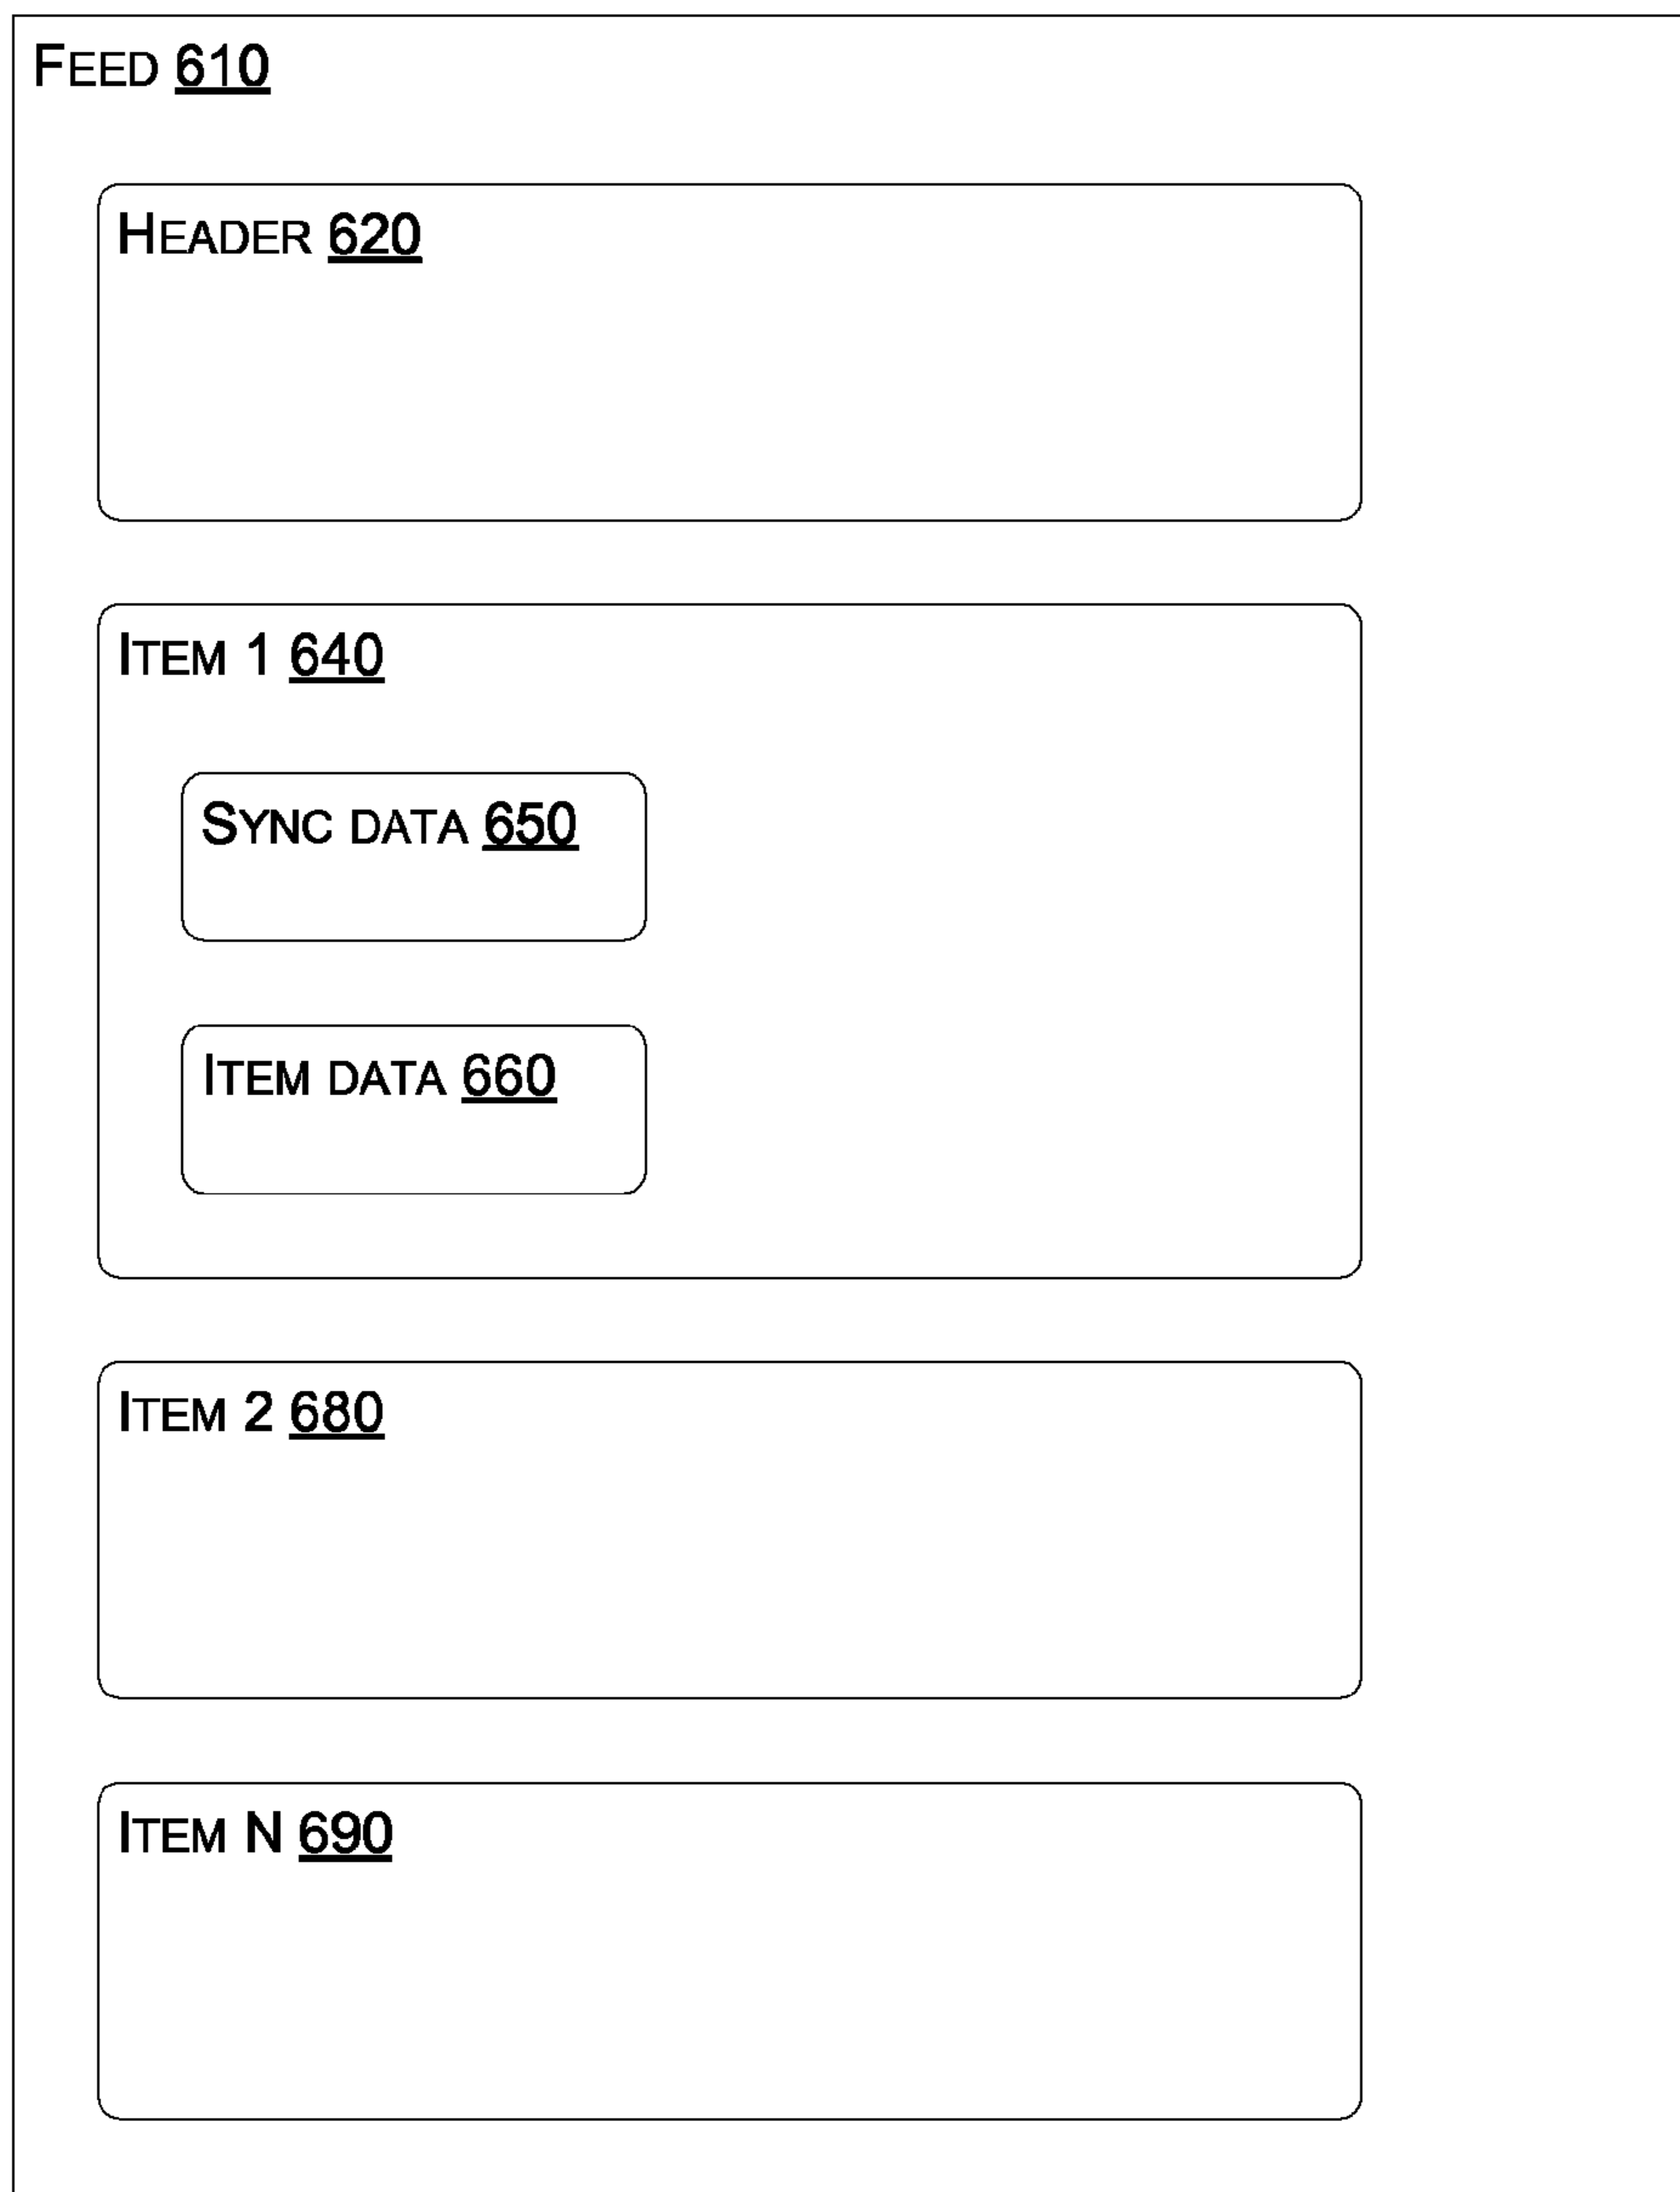 FEED 610
HEADER 620
ITEM 1 640
SYNC DATA 650
ITEM DATA 660
ITEM 2 680
ITEM N 690